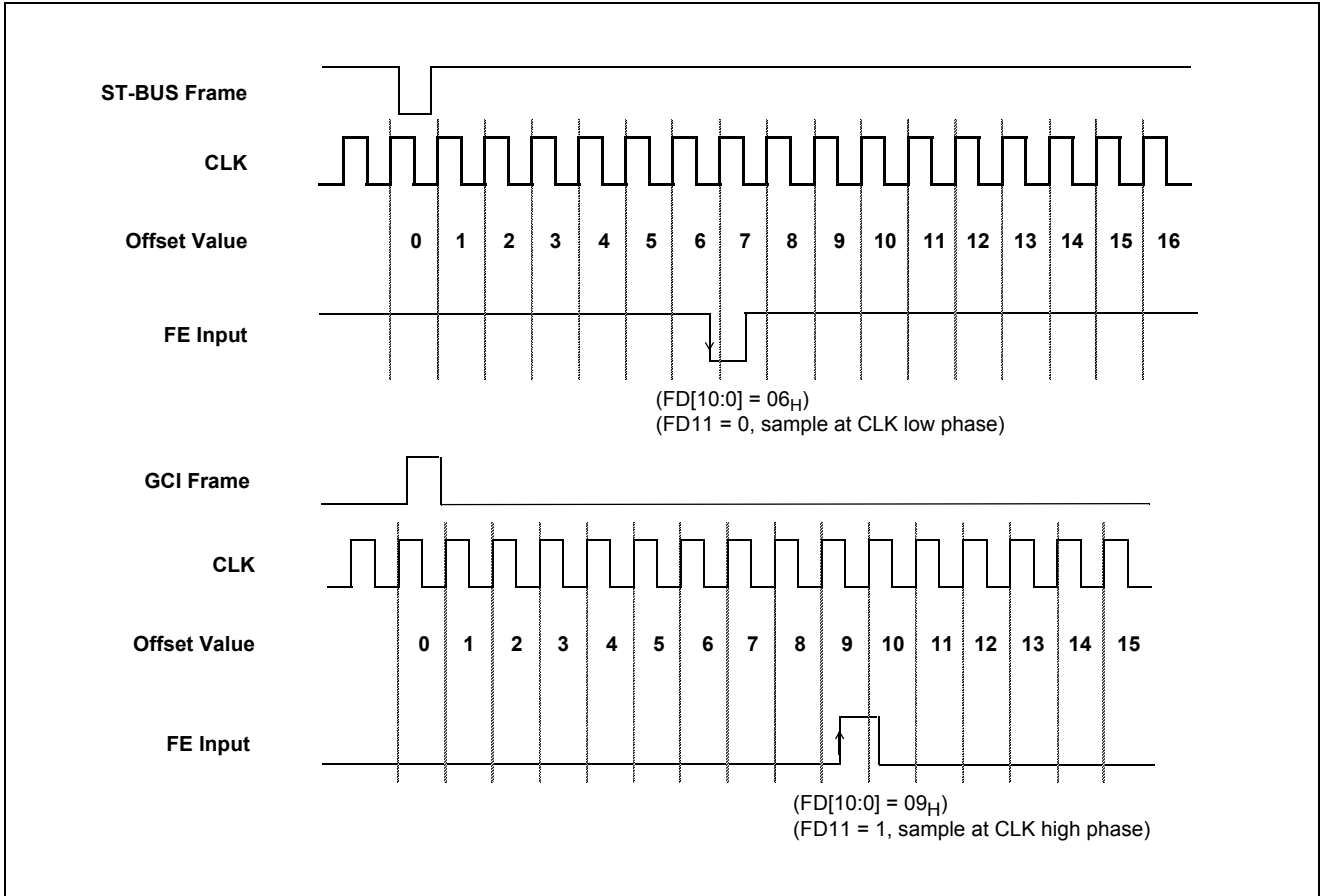 ST-BUS Frame
CLK
Offset Value
0 1 2 3 4 5 6 7 8 9 10 11 12 13 14 15 16
FE Input
(FD[10:0] = 06H)
(FD11 = 0, sample at CLK low phase)
GCI Frame
CLK
Offset Value
0 1 2 3 4 5 6 7 8 9 10 11 12 13 14 15
FE Input
(FD[10:0] = 09H)
(FD11 = 1, sample at CLK high phase)